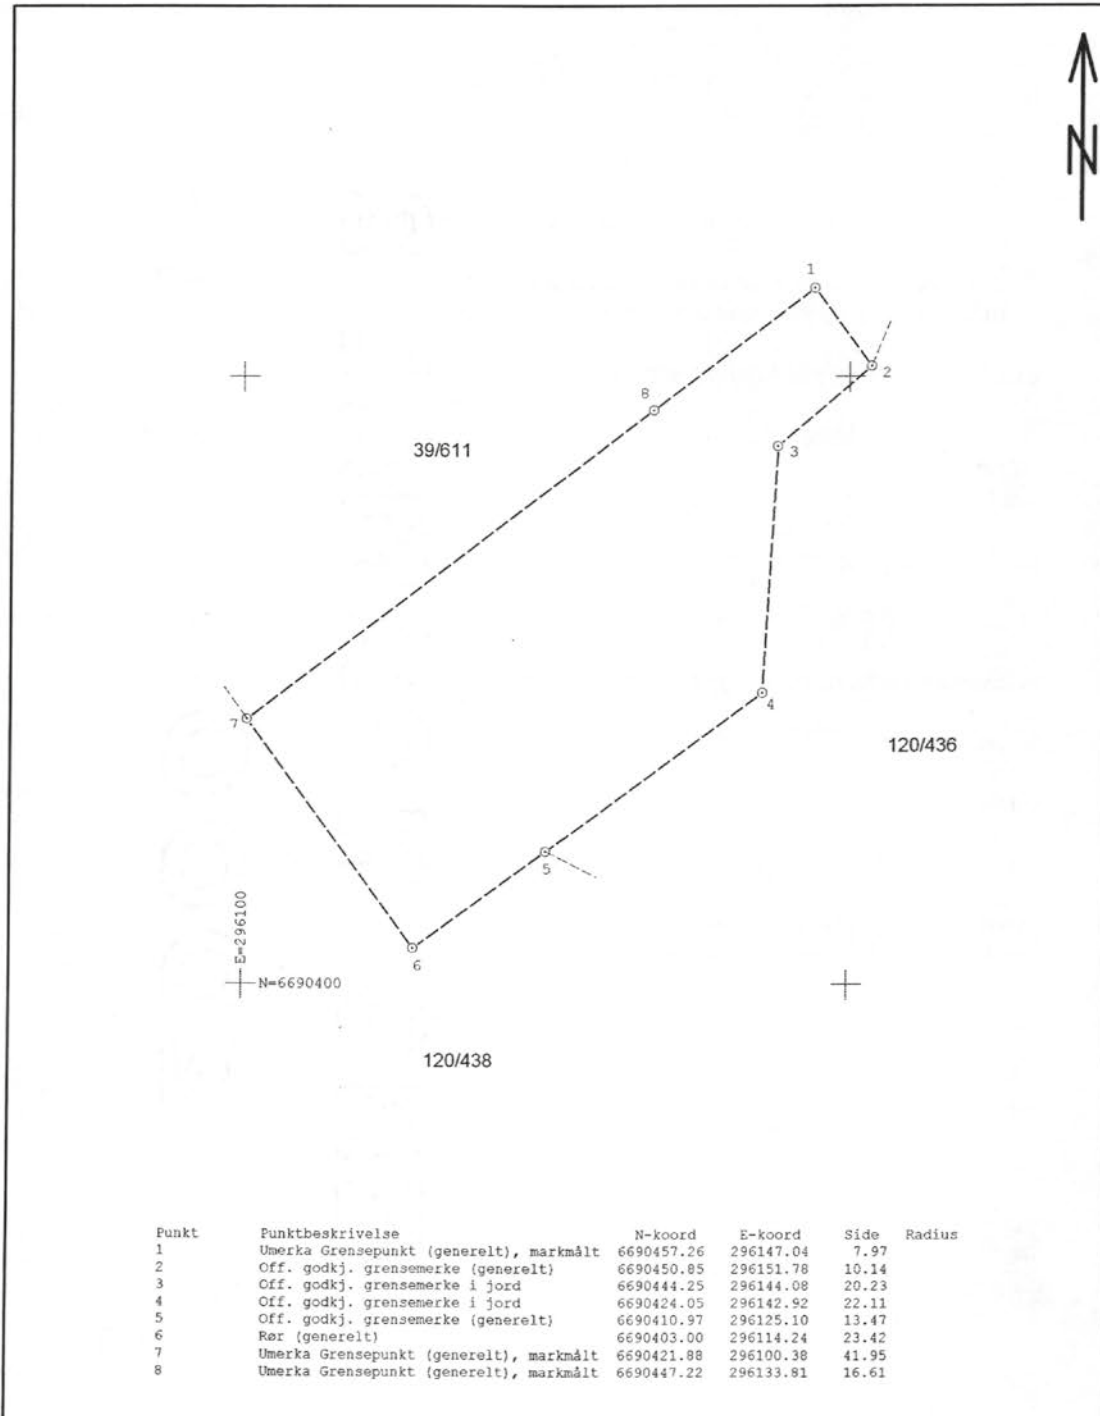 N
1
2
8
39/611
3
7
4
120/436
5
E=296100
6
N=6690400
120/438
Punkt Punktbeskrivelse N-koord E-koord Side Radius
1 Umerka Grensepunkt (generelt), markmålt 6690457.26 296147.04 7.97
2 Off. godkj. grensemerke (generelt) 6690450.85 296151.78 10.14
3 Off. godkj. grensemerke i jord 6690444.25 296144.08 20.23
4 Off. godkj. grensemerke i jord 6690424.05 296142.92 22.11
5 Off. godkj. grensemerke (generelt) 6690410.97 296125.10 13.47
6 Rør (generelt) 6690403.00 296114.24 23.42
7 Umerka Grensepunkt (generelt), markmålt 6690421.88 296100.38 41.95
8 Umerka Grensepunkt (generelt), markmålt 6690447.22 296133.81 16.61